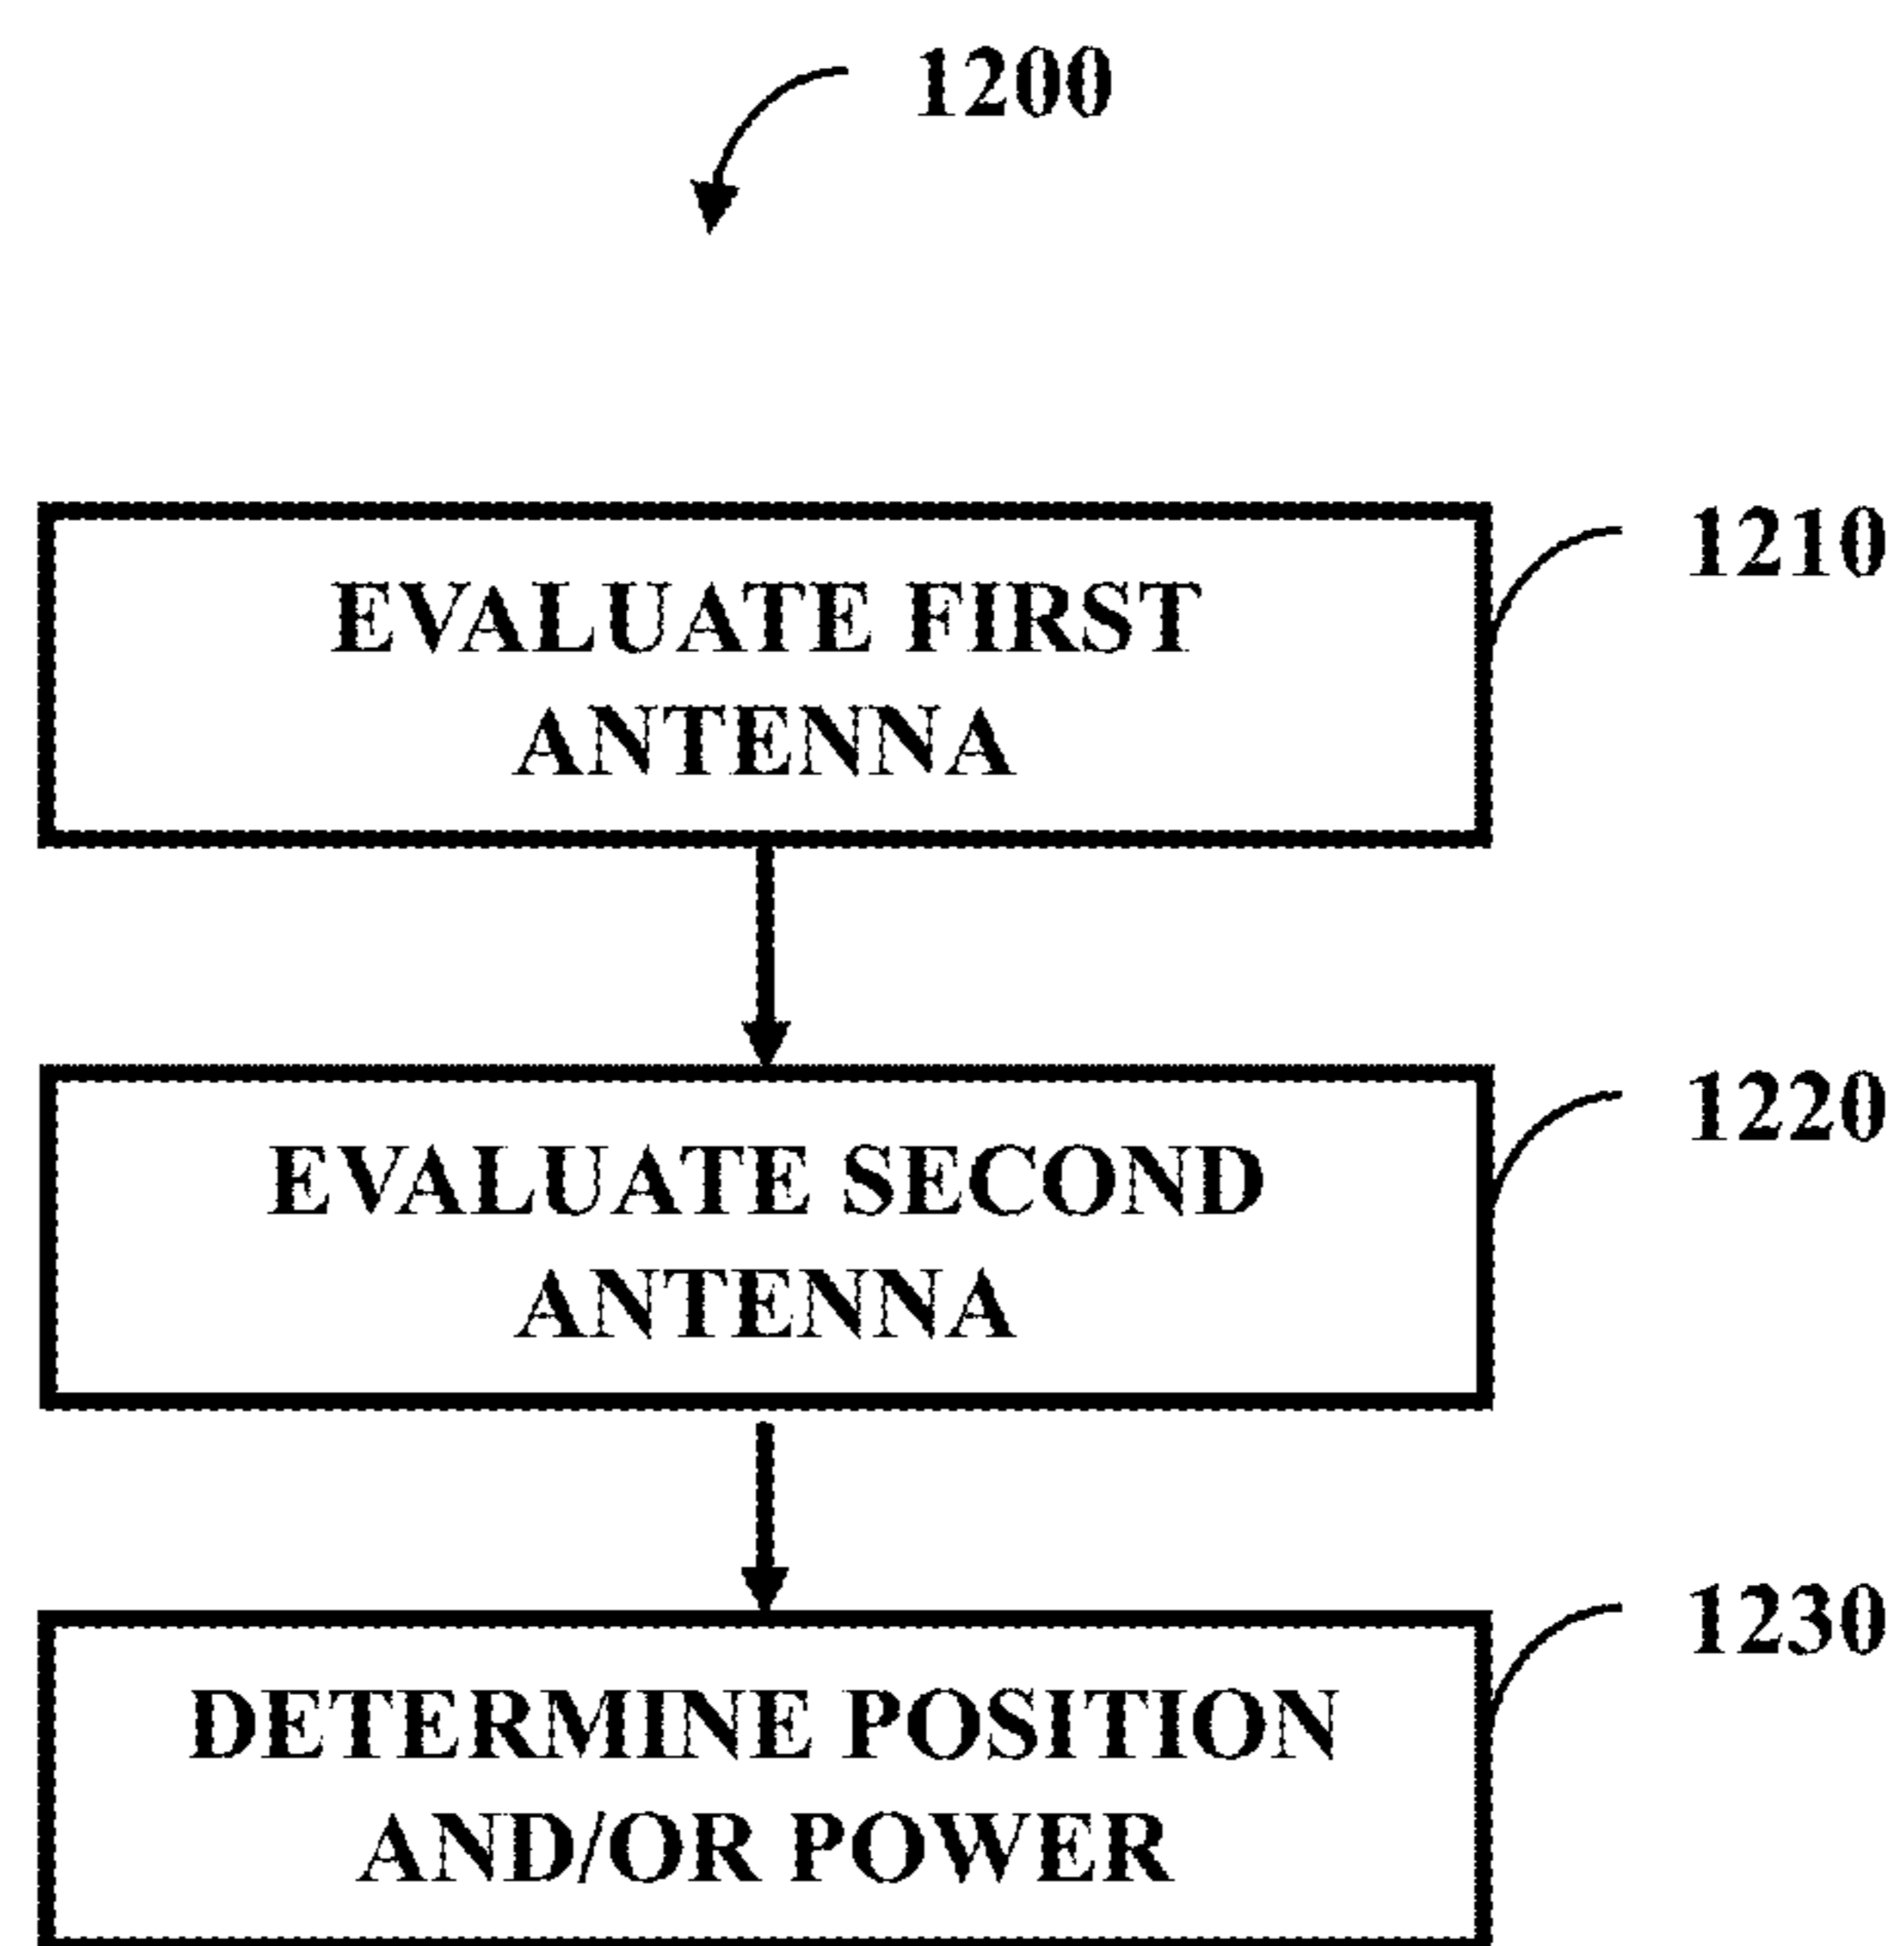 1200
1210
EVALUATE FIRST
ANTENNA
1220
EVALUATE SECOND
ANTENNA
1230
DETERMINE POSITION
AND/OR POWER